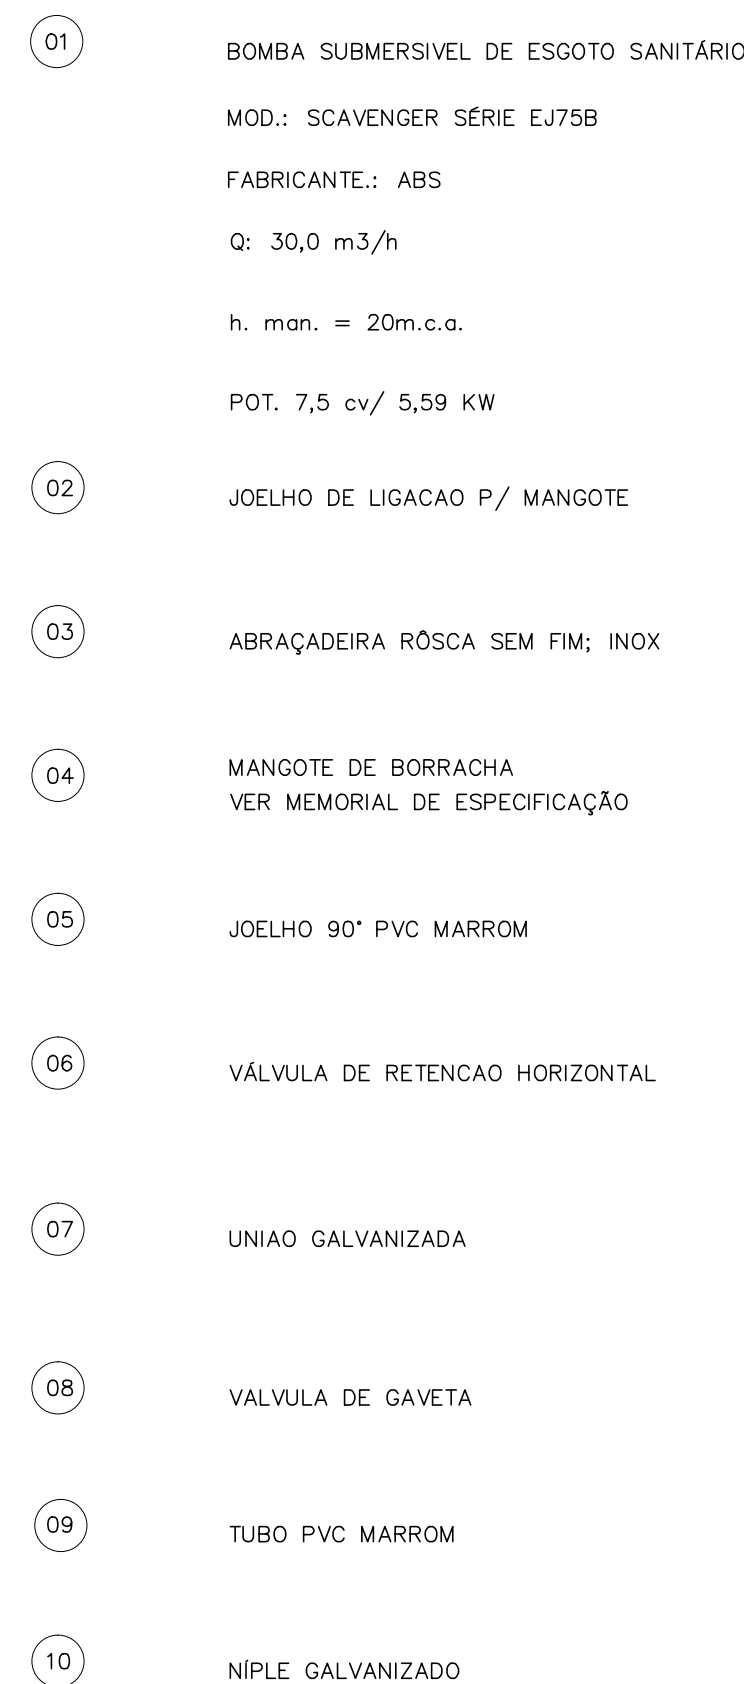 01 BOMBA SUBMERSIVEL DE ESGOTO SANITÁRIO
MOD.: SCAVENGER SÉRIE EJ75B
FABRICANTE.: ABS
Q: 30,0 m3/h
h. man. = 20m.c.a.
POT. 7,5 cv/ 5,59 KW
02 JOELHO DE LIGACAO P/ MANGOTE
03 ABRAÇADEIRA RÔSCA SEM FIM; INOX
04 MANGOTE DE BORRACHA
VER MEMORIAL DE ESPECIFICAÇÃO
05 JOELHO 90° PVC MARROM
06 VÁLVULA DE RETENCAO HORIZONTAL
07 UNIAO GALVANIZADA
08 VALVULA DE GAVETA
09 TUBO PVC MARROM
10 NÍPLE GALVANIZADO